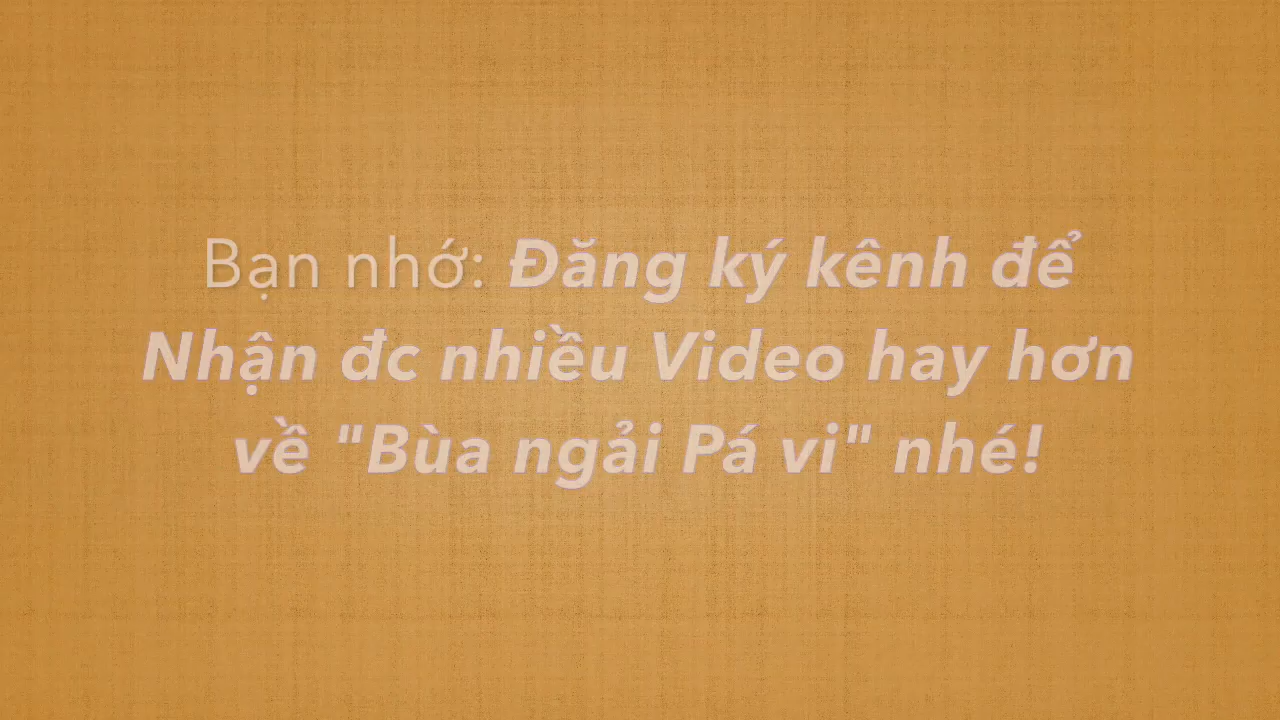 Bạn nhớ: Đăng ký kênh để
Nhận đc nhiều Video hay hơn
về "Bùa ngải Pá vi" nhé!